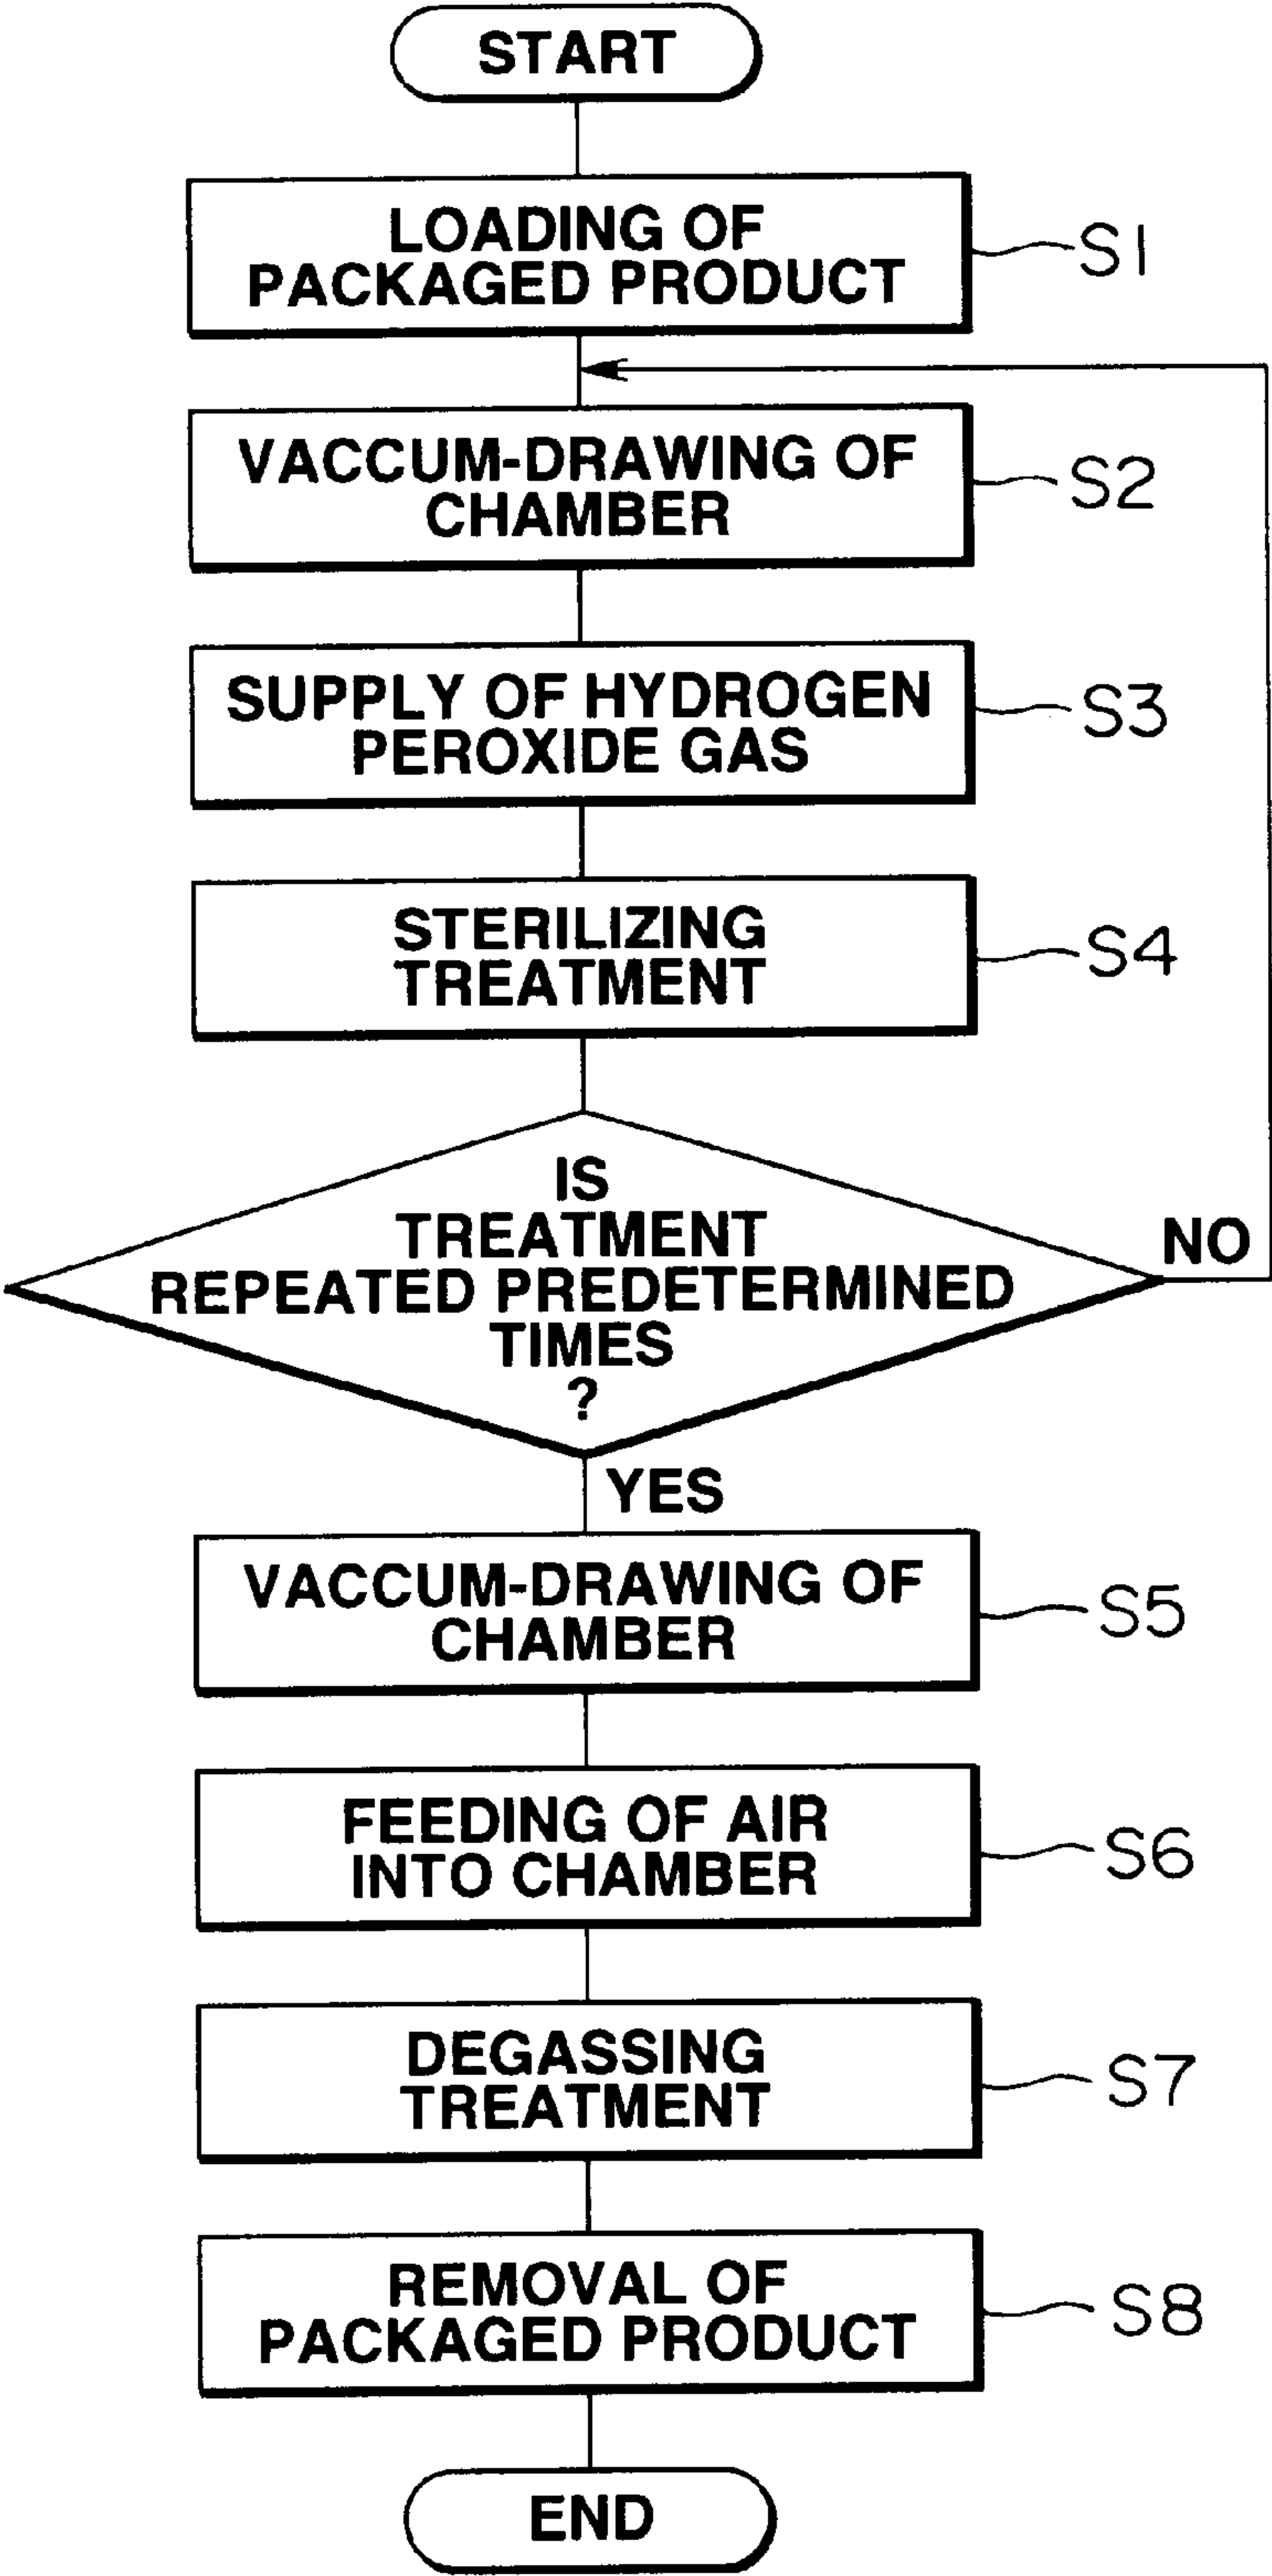 START
LOADING OF
PACKAGED PRODUCT
S1
VACCUM-DRAWING OF
CHAMBER
S2
SUPPLY OF HYDROGEN
PEROXIDE GAS
S3
STERILIZING
TREATMENT
S4
IS
TREATMENT
REPEATED PREDETERMINED
TIMES
?
NO
YES
VACCUM-DRAWING OF
CHAMBER
S5
FEEDING OF AIR
INTO CHAMBER
S6
DEGASSING
TREATMENT
S7
REMOVAL OF
PACKAGED PRODUCT
S8
END